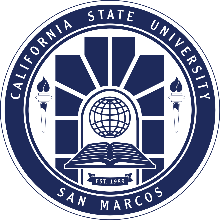 CALIFORNIA STATE UNIVERSITY
EST. 1989
SAN MARCOS